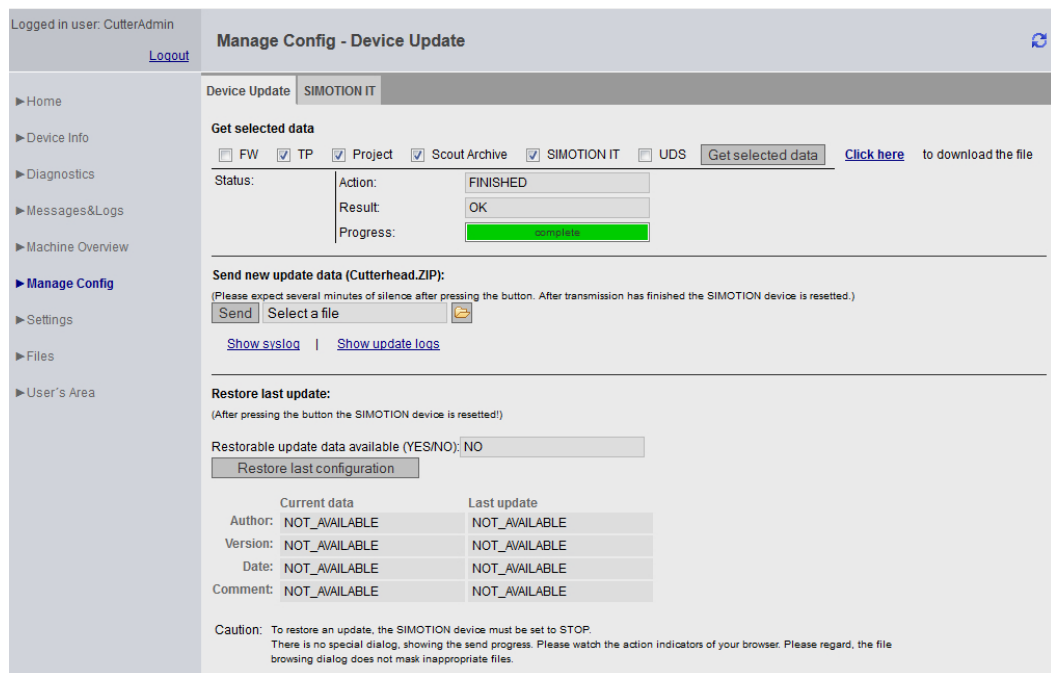 Logged in user: CutterAdmin
Logout
Manage Config - Device Update
►Home
►Device Info
►Diagnostics
►Messages&Logs
►Machine Overview
►Manage Config
►Settings
►Files
►User´s Area
Device Update SIMOTION IT
Get selected data
FW TP Project Scout Archive SIMOTION IT UDS Get selected data Click here to download the file
Status: Action: FINISHED
Result: OK
Progress: complete
Send new update data (Cutterhead.ZIP):
(Please expect several minutes of silence after pressing the button. After transmission has finished the SIMOTION device is resetted.)
Send Select a file
Show syslog | Show update logs
Restore last update:
(After pressing the button the SIMOTION device is resetted!)
Restorable update data available (YES/NO): NO
Restore last configuration
Current data Last update
Author: NOT_AVAILABLE NOT_AVAILABLE
Version: NOT_AVAILABLE NOT_AVAILABLE
Date: NOT_AVAILABLE NOT_AVAILABLE
Comment: NOT_AVAILABLE NOT_AVAILABLE
Caution: To restore an update, the SIMOTION device must be set to STOP.
There is no special dialog, showing the send progress. Please watch the action indicators of your browser. Please regard, the file
browsing dialog does not mask inappropriate files.